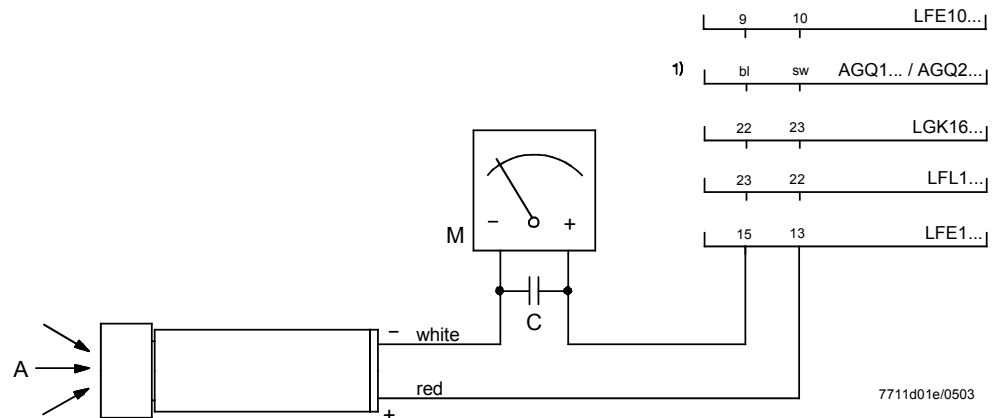 9 10 LFE10...
1) bl sw AGQ1... / AGQ2...
22 23 LGK16...
23 22 LFL1...
15 13 LFE1...
M − +
C
− white
A
red
+
7711d01e/0503